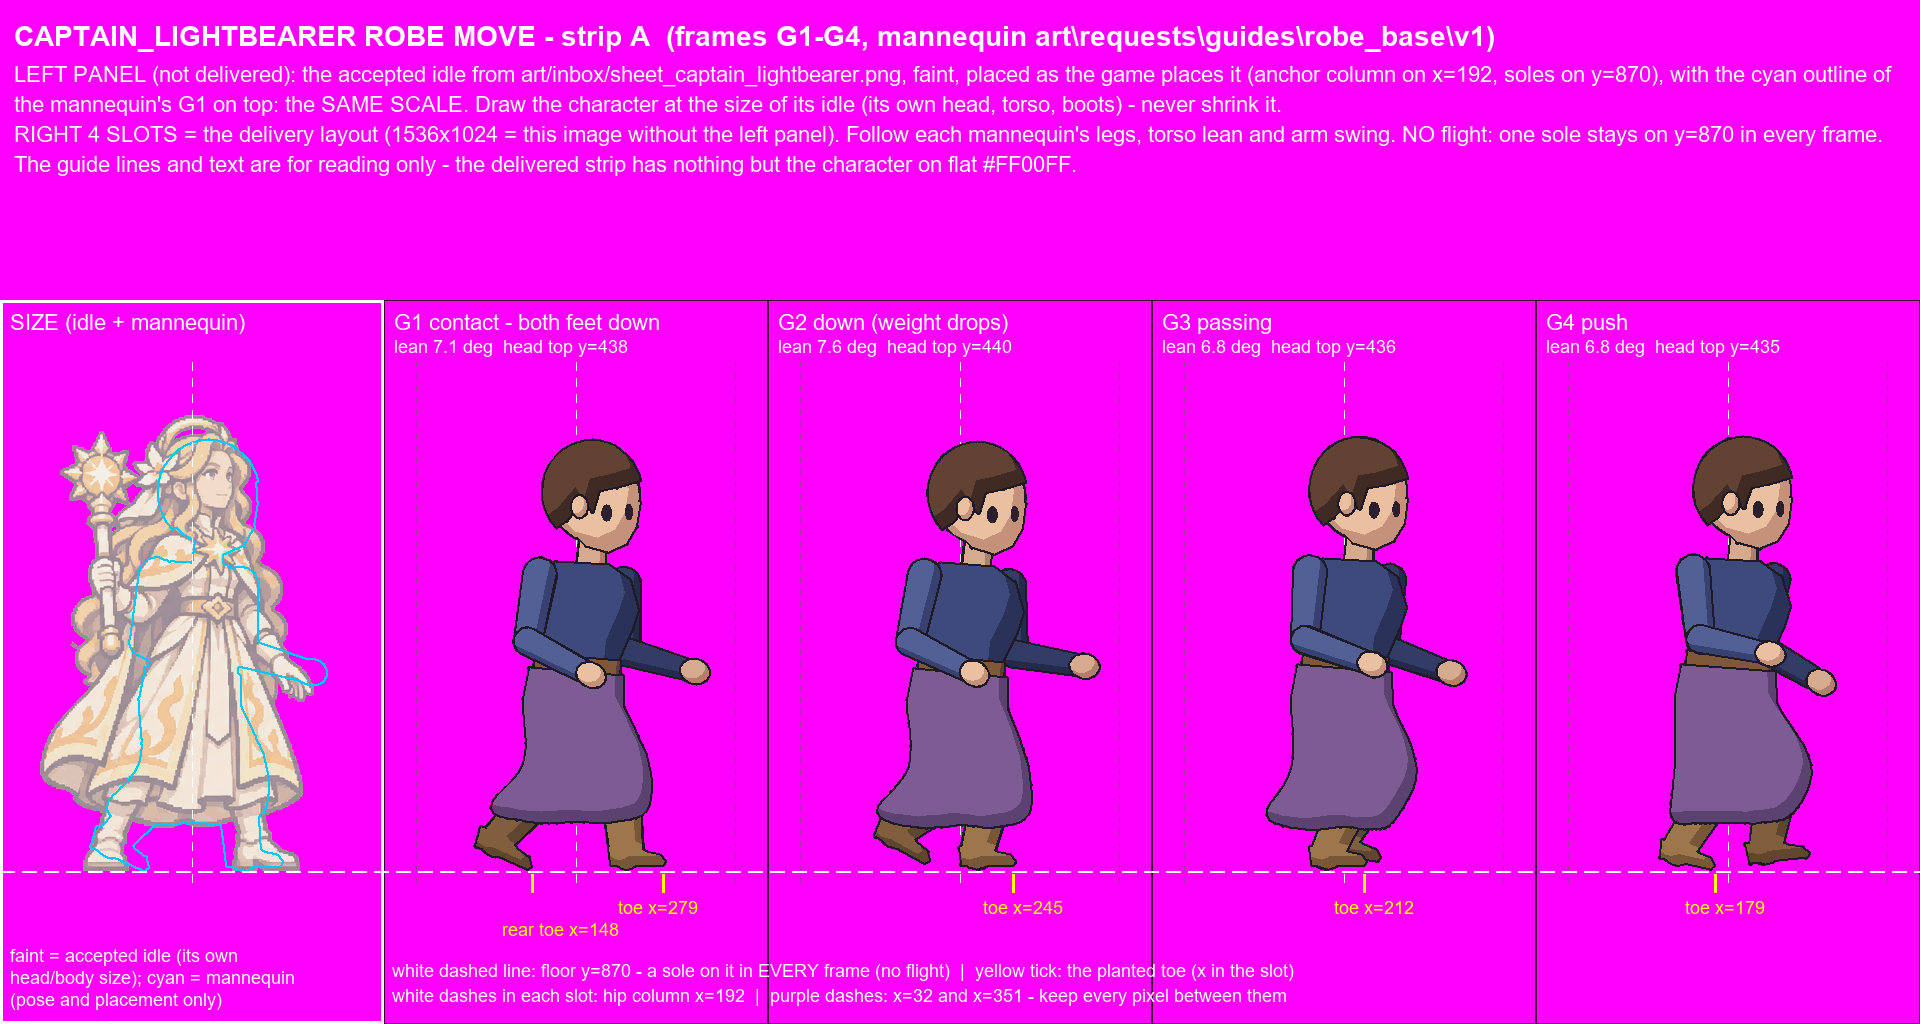 CAPTAIN_LIGHTBEARER ROBE MOVE - strip A  (frames G1-G4, mannequin art\requests\guides\robe_base\v1)
LEFT PANEL (not delivered): the accepted idle from art/inbox/sheet_captain_lightbearer.png, faint, placed as the game places it (anchor column on x=192, soles on y=870), with the cyan outline of
the mannequin's G1 on top: the SAME SCALE. Draw the character at the size of its idle (its own head, torso, boots) - never shrink it.
RIGHT 4 SLOTS = the delivery layout (1536x1024 = this image without the left panel). Follow each mannequin's legs, torso lean and arm swing. NO flight: one sole stays on y=870 in every frame.
The guide lines and text are for reading only - the delivered strip has nothing but the character on flat #FF00FF.
SIZE (idle + mannequin)
G1 contact - both feet down
lean 7.1 deg  head top y=438
G2 down (weight drops)
lean 7.6 deg  head top y=440
G3 passing
lean 6.8 deg  head top y=436
G4 push
lean 6.8 deg  head top y=435
toe x=279
rear toe x=148
toe x=245
toe x=212
toe x=179
faint = accepted idle (its own
head/body size); cyan = mannequin
(pose and placement only)
white dashed line: floor y=870 - a sole on it in EVERY frame (no flight)  |  yellow tick: the planted toe (x in the slot)
white dashes in each slot: hip column x=192  |  purple dashes: x=32 and x=351 - keep every pixel between them